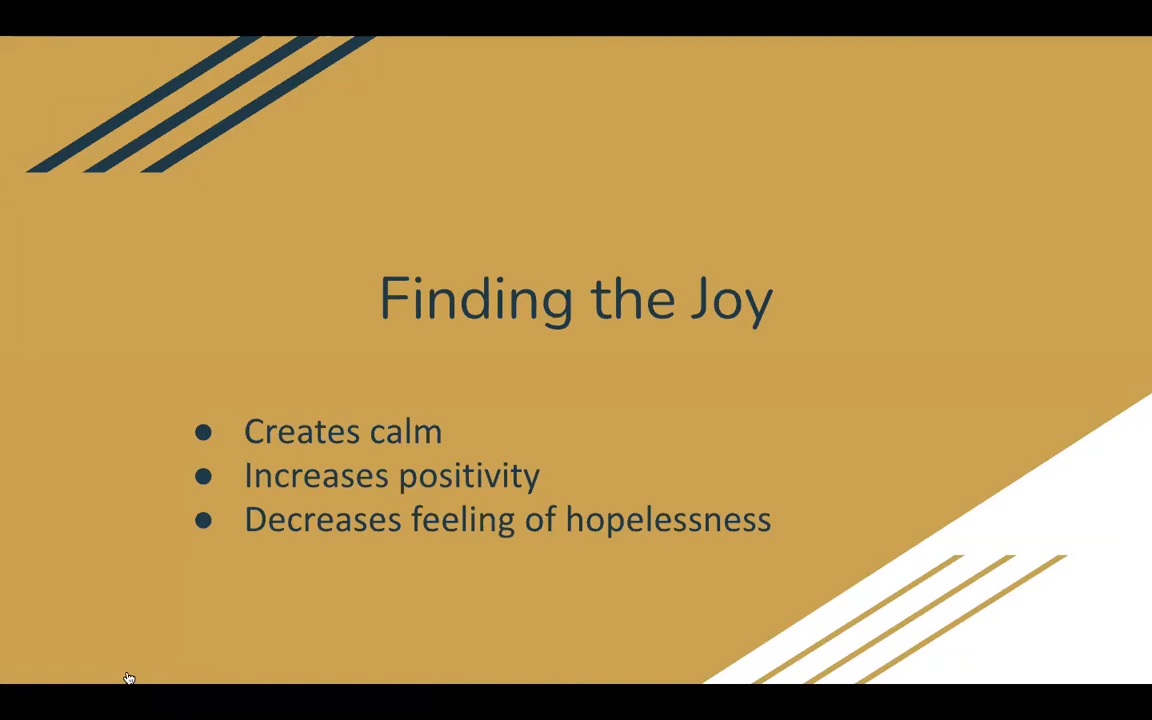 Finding the Joy
● Creates calm
● Increases positivity
● Decreases feeling of hopelessness